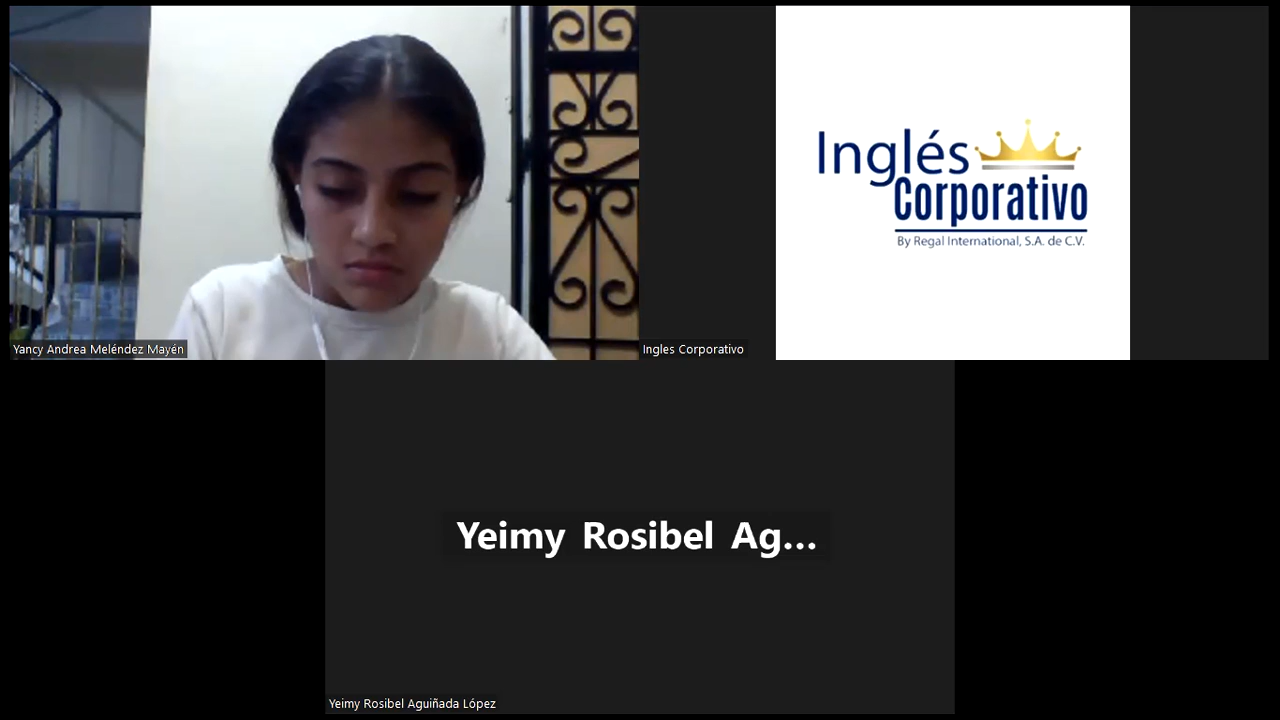 Inglés
Corporativo
By Regal International, S.A. de C.V.
Yancy Andrea Meléndez Mayén
Ingles Corporativo
Yeimy Rosibel Ag...
Yeimy Rosibel Aguiñada López